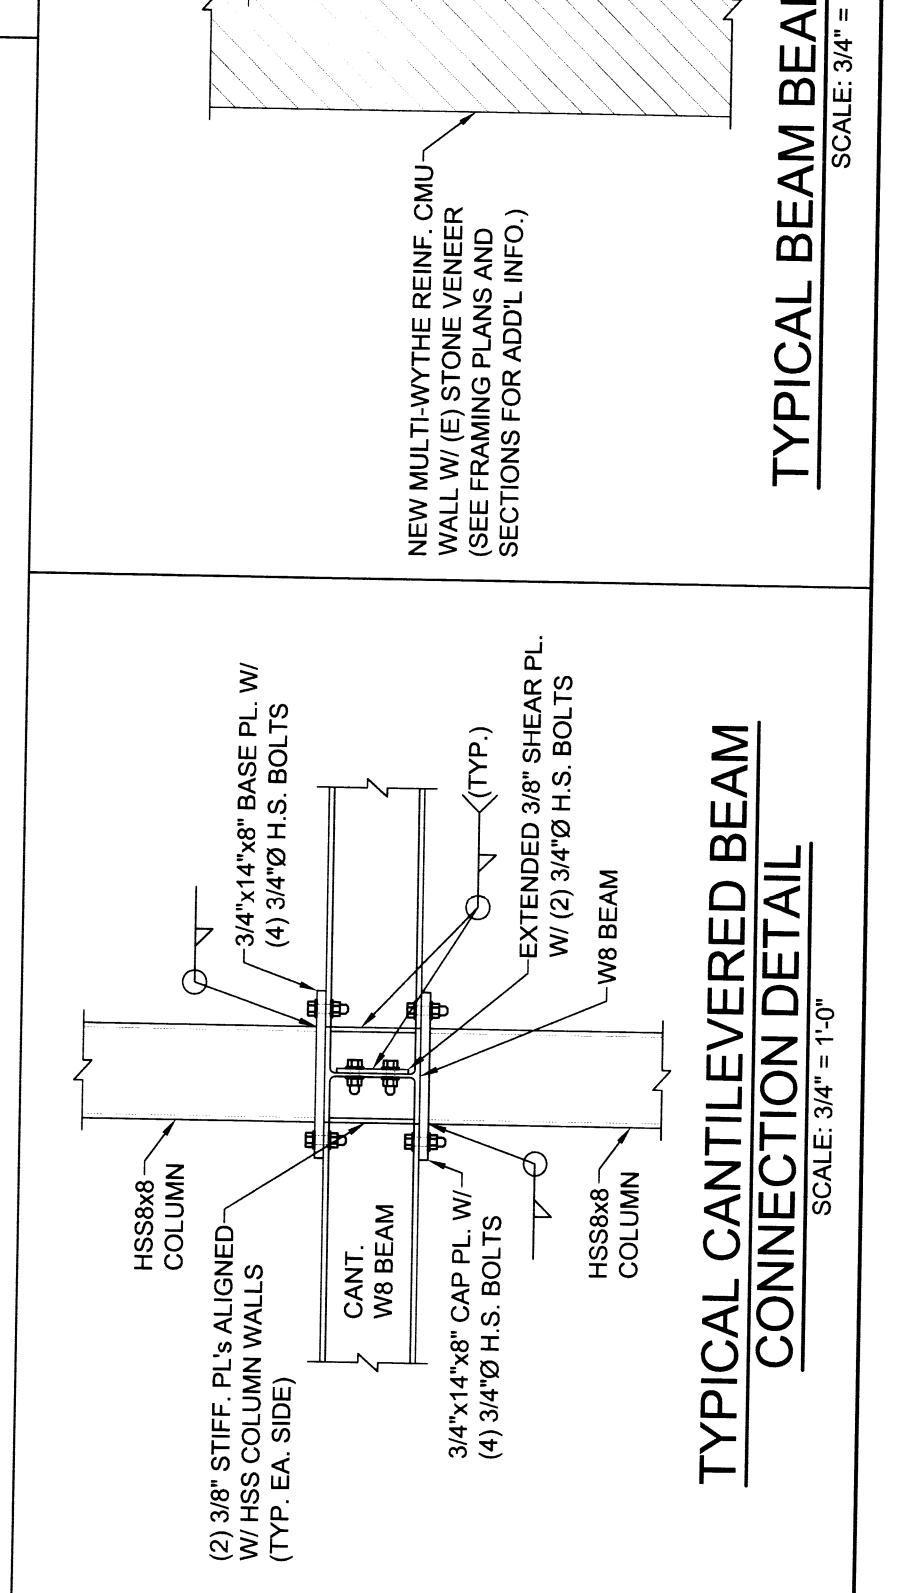 HSS8x8
COLUMN
3/4"x14"x8" BASE PL. W/
(4) 3/4"Ø H.S. BOLTS
(2) 3/8" STIFF. PL's ALIGNED
W/ HSS COLUMN WALLS
(TYP. EA. SIDE)
CANT.
W8 BEAM
(TYP.)
3/4"x14"x8" CAP PL. W/
(4) 3/4"Ø H.S. BOLTS
EXTENDED 3/8" SHEAR PL.
W/ (2) 3/4"Ø H.S. BOLTS
W8 BEAM
HSS8x8
COLUMN
TYPICAL CANTILEVERED BEAM
CONNECTION DETAIL
SCALE: 3/4" = 1'-0"
NEW MULTI-WYTHE REINF. CMU
WALL W/ (E) STONE VENEER
(SEE FRAMING PLANS AND
SECTIONS FOR ADD'L INFO.)
TYPICAL BEAM
SCALE: 3/4" =